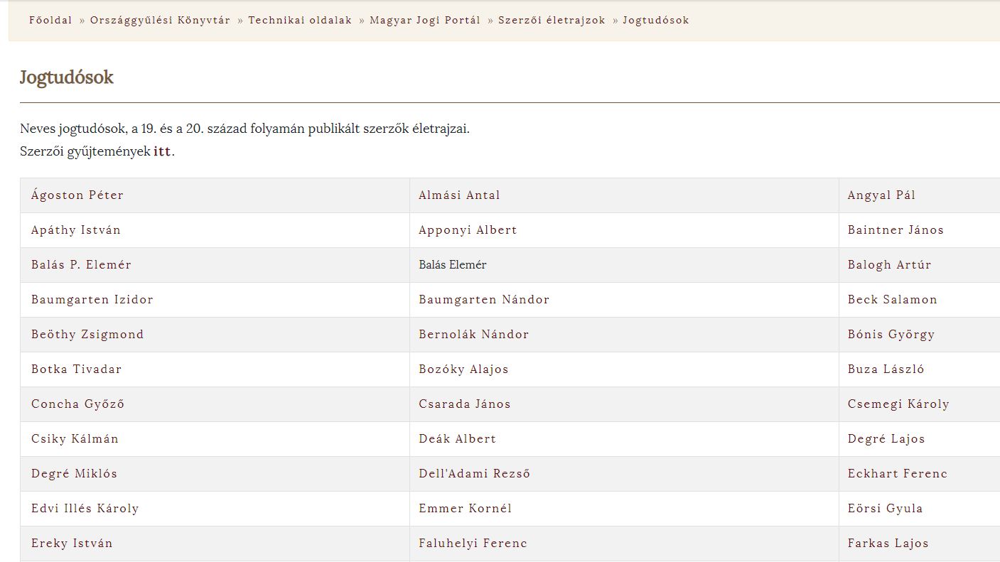 Főoldal » Országgyűlési Könyvtár » Technikai oldalak » Magyar Jogi Portál » Szerzői életrajzok » Jogtudósok
Jogtudósok
Neves jogtudósok, a 19. és a 20. század folyamán publikált szerzők életrajzai.
Szerzői gyűjtemények itt.
Ágoston Péter Almási Antal Angyal Pál
Apáthy István Apponyi Albert Baintner János
Balás P. Elemér Balás Elemér Balogh Artúr
Baumgarten Izidor Baumgarten Nándor Beck Salamon
Beöthy Zsigmond Bernolák Nándor Bónis György
Botka Tivadar Bozóky Alajos Buza László
Concha Győző Csarada János Csemegi Károly
Csiky Kálmán Deák Albert Degré Lajos
Degré Miklós Dell'Adami Rezső Eckhart Ferenc
Edvi Illés Károly Emmer Kornél Eörsi Gyula
Ereky István Faluhelyi Ferenc Farkas Lajos